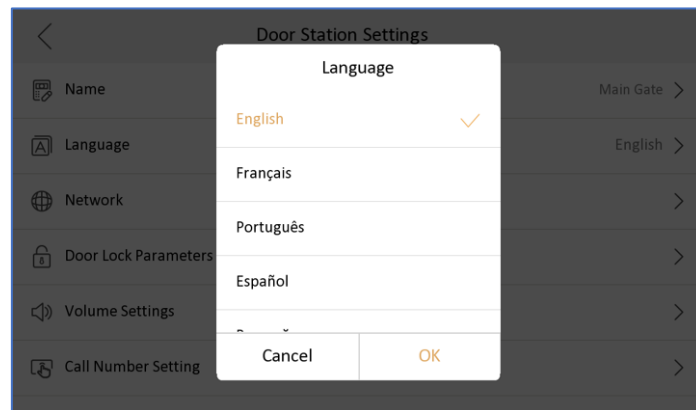 Door Station Settings
Language
Name
Main Gate
English
Language
English
Français
Network
Português
Door Lock Parameters
Español
Volume Settings
Cancel
OK
Call Number Setting